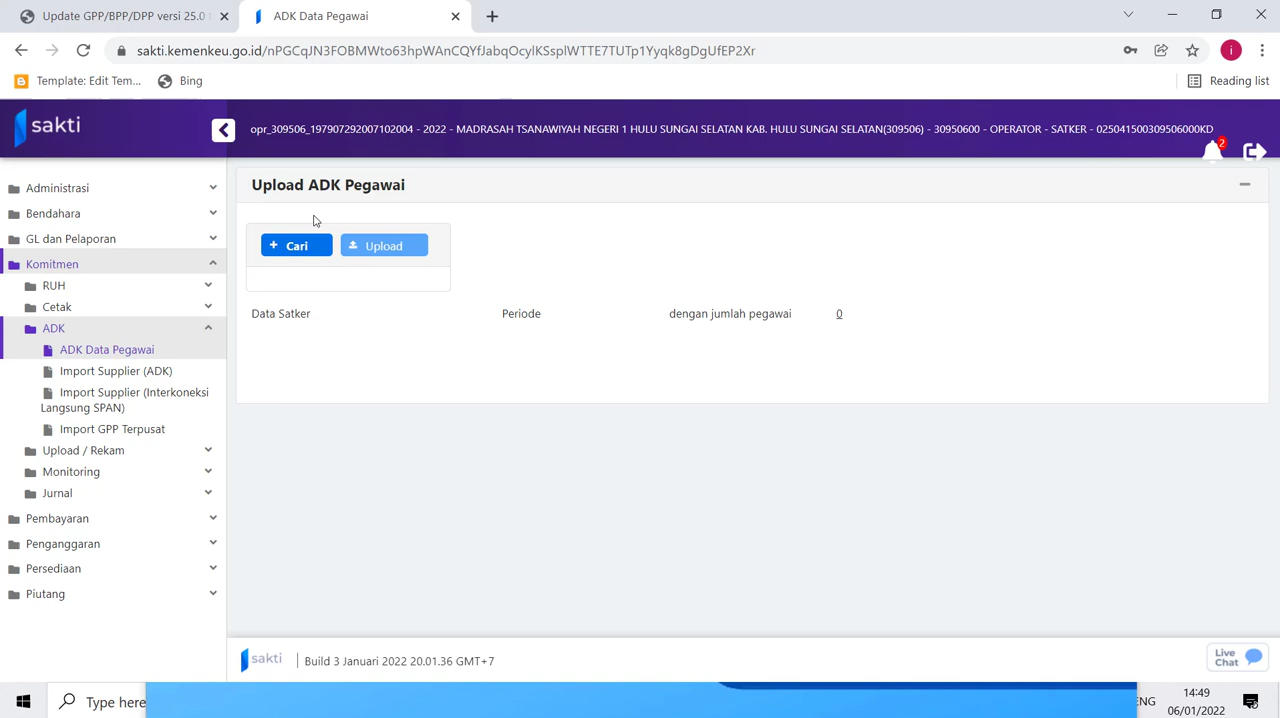 Update GPP/BPP/DPP versi 25.0
ADK Data Pegawai
sakti.kemenkeu.go.id/nPGCqJN3FOBMWto63hpWAnCQYfJabqOcylKSsplWTTE7TUTp1Yyqk8gDgUfEP2Xr
i
Template: Edit Tem...
Bing
Reading list
sakti
opr_309506_197907292007102004 - 2022 - MADRASAH TSANAWIYAH NEGERI 1 HULU SUNGAI SELATAN KAB. HULU SUNGAI SELATAN(309506) - 30950600 - OPERATOR - SATKER - 025041500309506000KD
2
Administrasi
Bendahara
GL dan Pelaporan
Komitmen
RUH
Cetak
ADK
ADK Data Pegawai
Import Supplier (ADK)
Import Supplier (Interkoneksi
Langsung SPAN)
Import GPP Terpusat
Upload / Rekam
Monitoring
Jurnal
Pembayaran
Penganggaran
Persediaan
Piutang
Upload ADK Pegawai
+ Cari
Upload
Data Satker
Periode
dengan jumlah pegawai
0
sakti
Build 3 Januari 2022 20.01.36 GMT+7
Live
Chat
Type here
ENG
14:49
06/01/2022